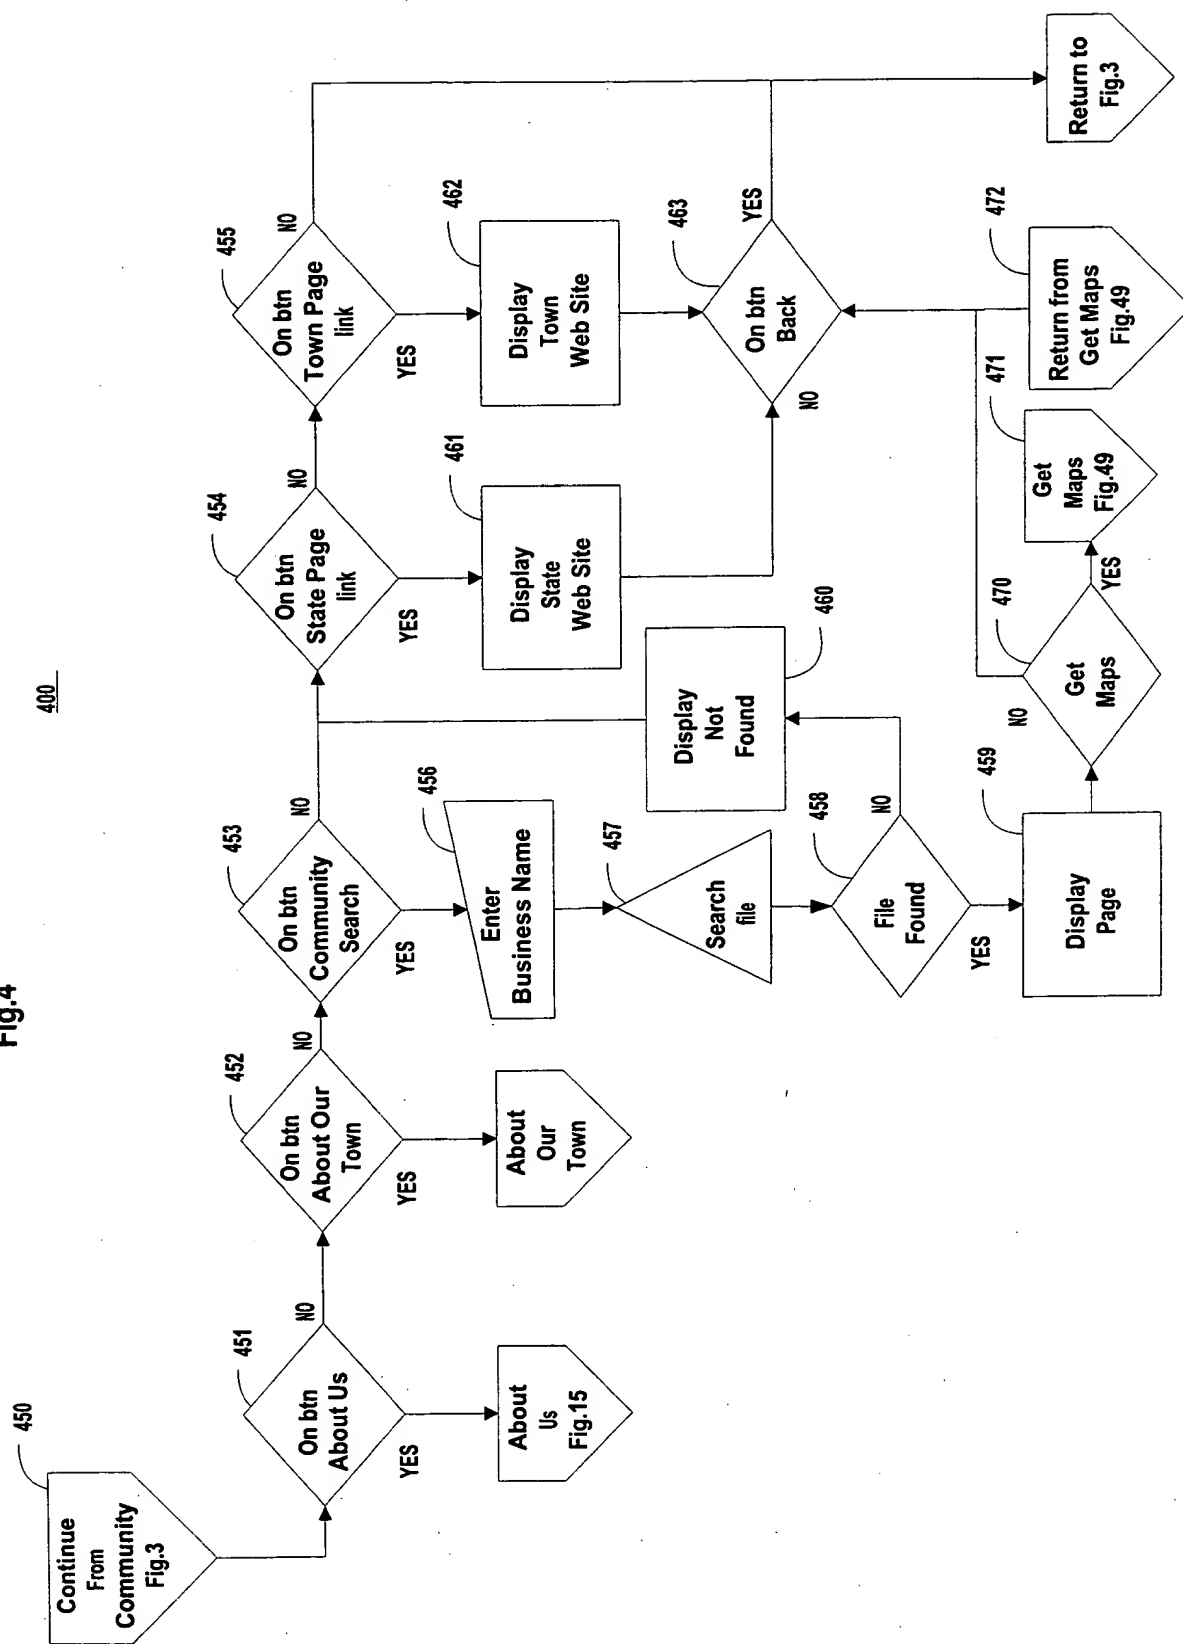 Fig.4
400
450
Continue
From
Community
Fig.3
451
On btn
About Us
NO
YES
About
Us
Fig.15
452
On btn
About Our
Town
NO
YES
About
Our
Town
453
On btn
Community
Search
NO
YES
456
Enter
Business Name
457
Search
file
458
File
Found
NO
YES
459
Display
Page
460
Display
Not
Found
454
On btn
State Page
link
NO
YES
461
Display
State
Web Site
455
On btn
Town Page
link
NO
YES
462
Display
Town
Web Site
463
On btn
Back
YES
NO
470
Get
Maps
NO
YES
471
Get
Maps
Fig.49
472
Return from
Get Maps
Fig.49
Return to
Fig.3